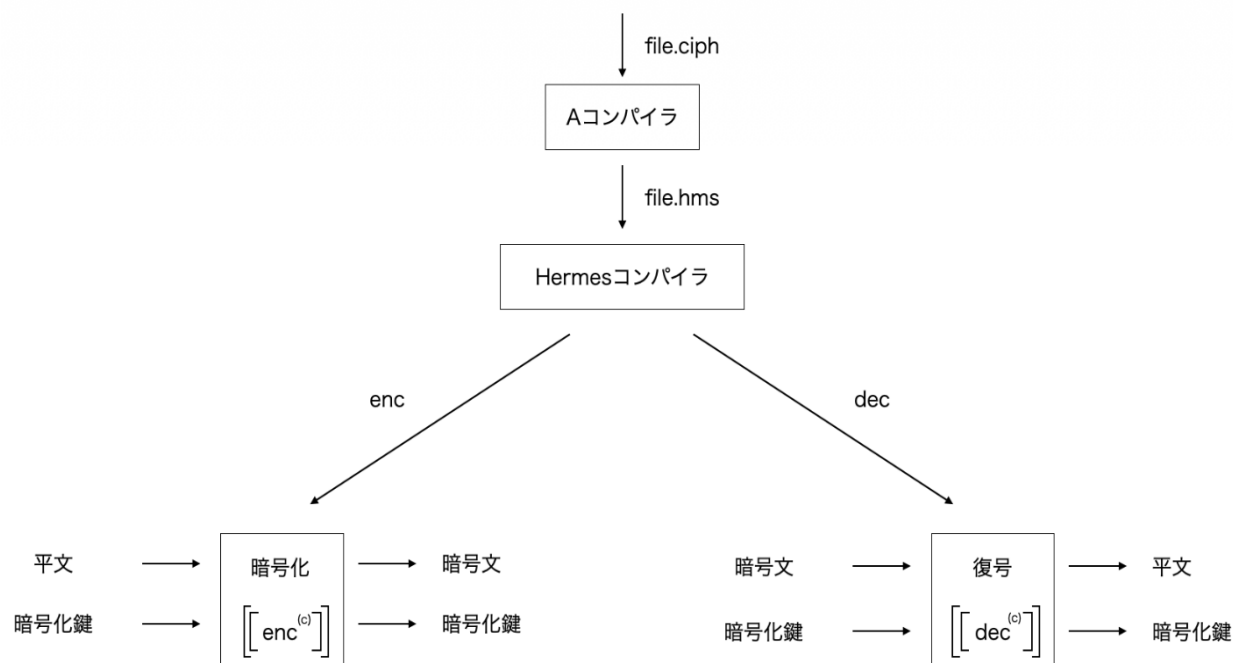 file.ciph
Aコンパイラ
file.hms
Hermesコンパイラ
enc
dec
平文
暗号化
暗号文
暗号化鍵
[[enc(c)]]
暗号化鍵
暗号文
復号
平文
暗号化鍵
[[dec(c)]]
暗号化鍵